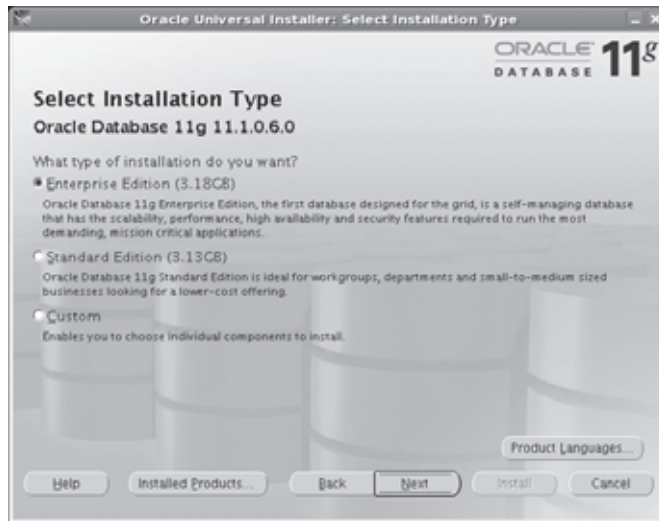 Oracle Universal Installer: Select Installation Type
ORACLE
DATABASE 11g
Select Installation Type
Oracle Database 11g 11.1.0.6.0
What type of installation do you want?
Enterprise Edition (3.18GB)
Oracle Database 11g Enterprise Edition, the first database designed for the grid, is a self-managing database
that has the scalability, performance, high availability and security features required to run the most
demanding, mission critical applications.
Standard Edition (3.13GB)
Oracle Database 11g Standard Edition is ideal for workgroups, departments and small-to-medium sized
businesses looking for a lower-cost offering.
Custom
Enables you to choose individual components to install.
Product Languages...
Help Installed Products... Back Next Install Cancel